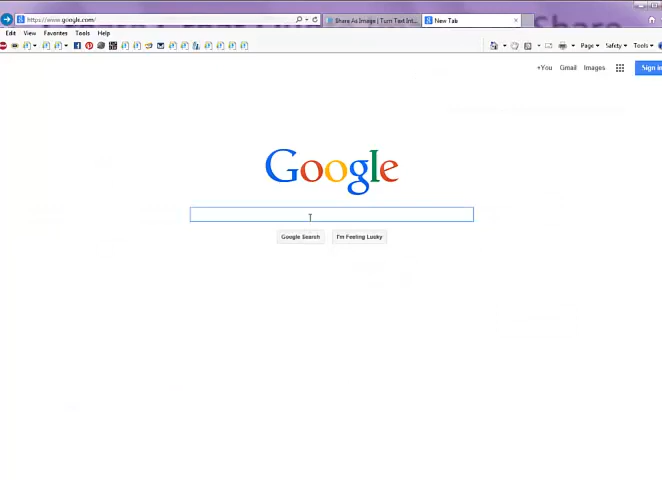 https://www.google.com/
Share As Image | Turn Text Int...
New Tab
Share
Edit View Favorites Tools Help
Page Safety Tools
+You Gmail Images Sign in
Google
Google Search I'm Feeling Lucky